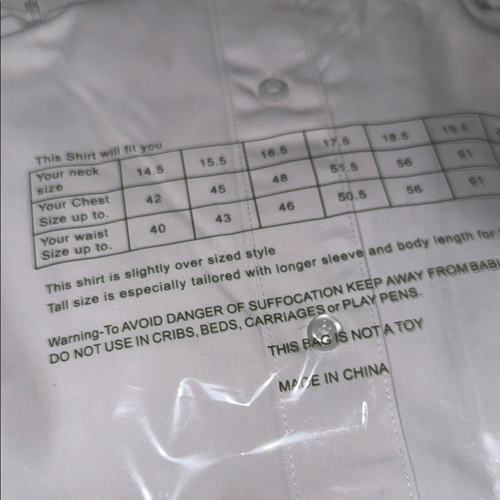 This Shirt will fit you
Your neck size 14.5 15.5 16.5 17.5 18.5 19.5
Your Chest Size up to. 42 45 48 51.5 56 61
Your waist Size up to. 40 43 46 50.5 56 61
This shirt is slightly over sized style
Tall size is especially tailored with longer sleeve and body length for
Warning-To AVOID DANGER OF SUFFOCATION KEEP AWAY FROM BABI
DO NOT USE IN CRIBS, BEDS, CARRIAGES or PLAY PENS.
THIS BAG IS NOT A TOY
MADE IN CHINA